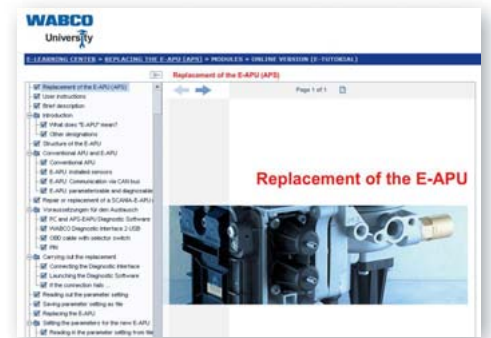 WABCO
University
E-LEARNING CENTER » REPLACING THE E-APU (APS) » MODULES » ONLINE VERSION (E-TUTORIAL)
Replacement of the E-APU (APS)
Page 1 of 1
Replacement of the E-APU (APS)
User instructions
Brief description
Introduction
What does "E-APU" mean?
Other designations
Structure of the E-APU
Conventional APU and E-APU
Conventional APU
E-APU: Installed sensors
E-APU: Communication via CAN bus
E-APU: parameterizable and diagnosable
Repair or replacement of a SCANIA-E-APU
Voraussetzungen für den Austausch
PC and APS-EAPU Diagnostic Software
WABCO Diagnostic Interface 2 USB
OBD cable with selector switch
PIN
Carrying out the replacement
Connecting the Diagnostic Interface
Launching the Diagnostic Software
If the connection fails ...
Reading out the parameter setting
Saving parameter setting as file
Replacing the E-APU
Setting the parameters for the new E-APU
Reading in the parameter setting from file
Replacement of the E-APU